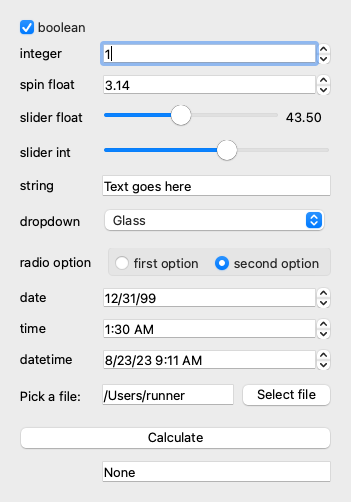 boolean
integer 1
spin float 3.14
slider float 43.50
slider int
string Text goes here
dropdown Glass
radio option first option second option
date 12/31/99
time 1:30 AM
datetime 8/23/23 9:11 AM
Pick a file: /Users/runner Select file
Calculate
None